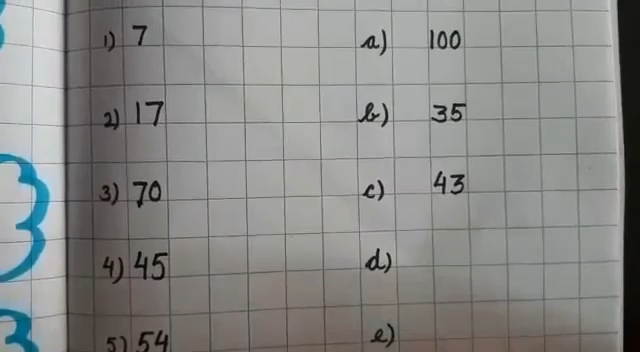 1) 7 a) 100
2) 17 b) 35
3) 70 c) 43
4) 45 d)
5) 54 e)